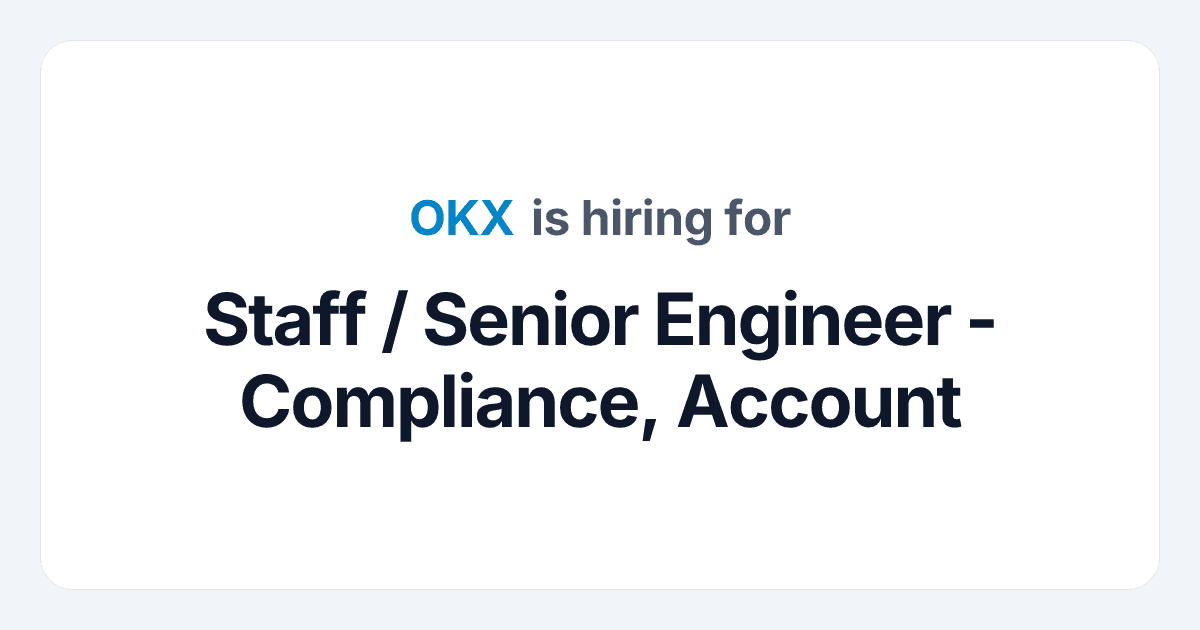 OKX is hiring for
Staff / Senior Engineer -
Compliance, Account